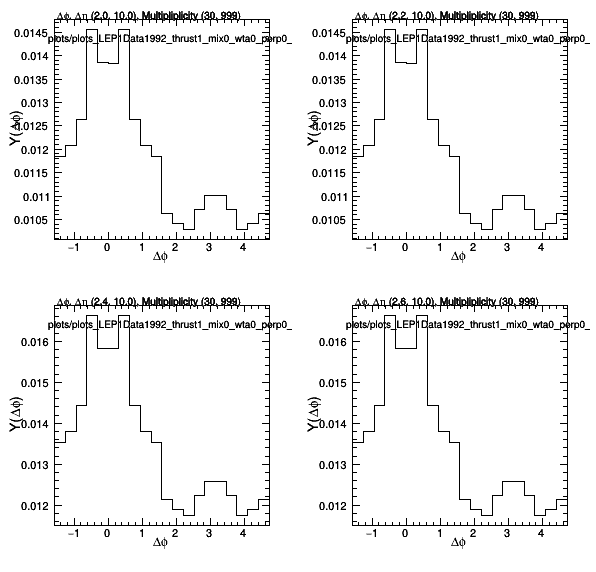 Δϕ, Δη (2.0, 10.0), Multipliplicity (30, 999)
plots/plots_LEP1Data1992_thrust1_mix0_wta0_perp0_
Y(Δϕ)
0.0145
0.014
0.0135
0.013
0.0125
0.012
0.0115
0.011
0.0105
−1 0 1 2 3 4
Δϕ
Δϕ, Δη (2.2, 10.0), Multipliplicity (30, 999)
plots/plots_LEP1Data1992_thrust1_mix0_wta0_perp0_
Y(Δϕ)
0.0145
0.014
0.0135
0.013
0.0125
0.012
0.0115
0.011
0.0105
−1 0 1 2 3 4
Δϕ
Δϕ, Δη (2.4, 10.0), Multipliplicity (30, 999)
plots/plots_LEP1Data1992_thrust1_mix0_wta0_perp0_
Y(Δϕ)
0.016
0.015
0.014
0.013
0.012
−1 0 1 2 3 4
Δϕ
Δϕ, Δη (2.6, 10.0), Multipliplicity (30, 999)
plots/plots_LEP1Data1992_thrust1_mix0_wta0_perp0_
Y(Δϕ)
0.016
0.015
0.014
0.013
0.012
−1 0 1 2 3 4
Δϕ